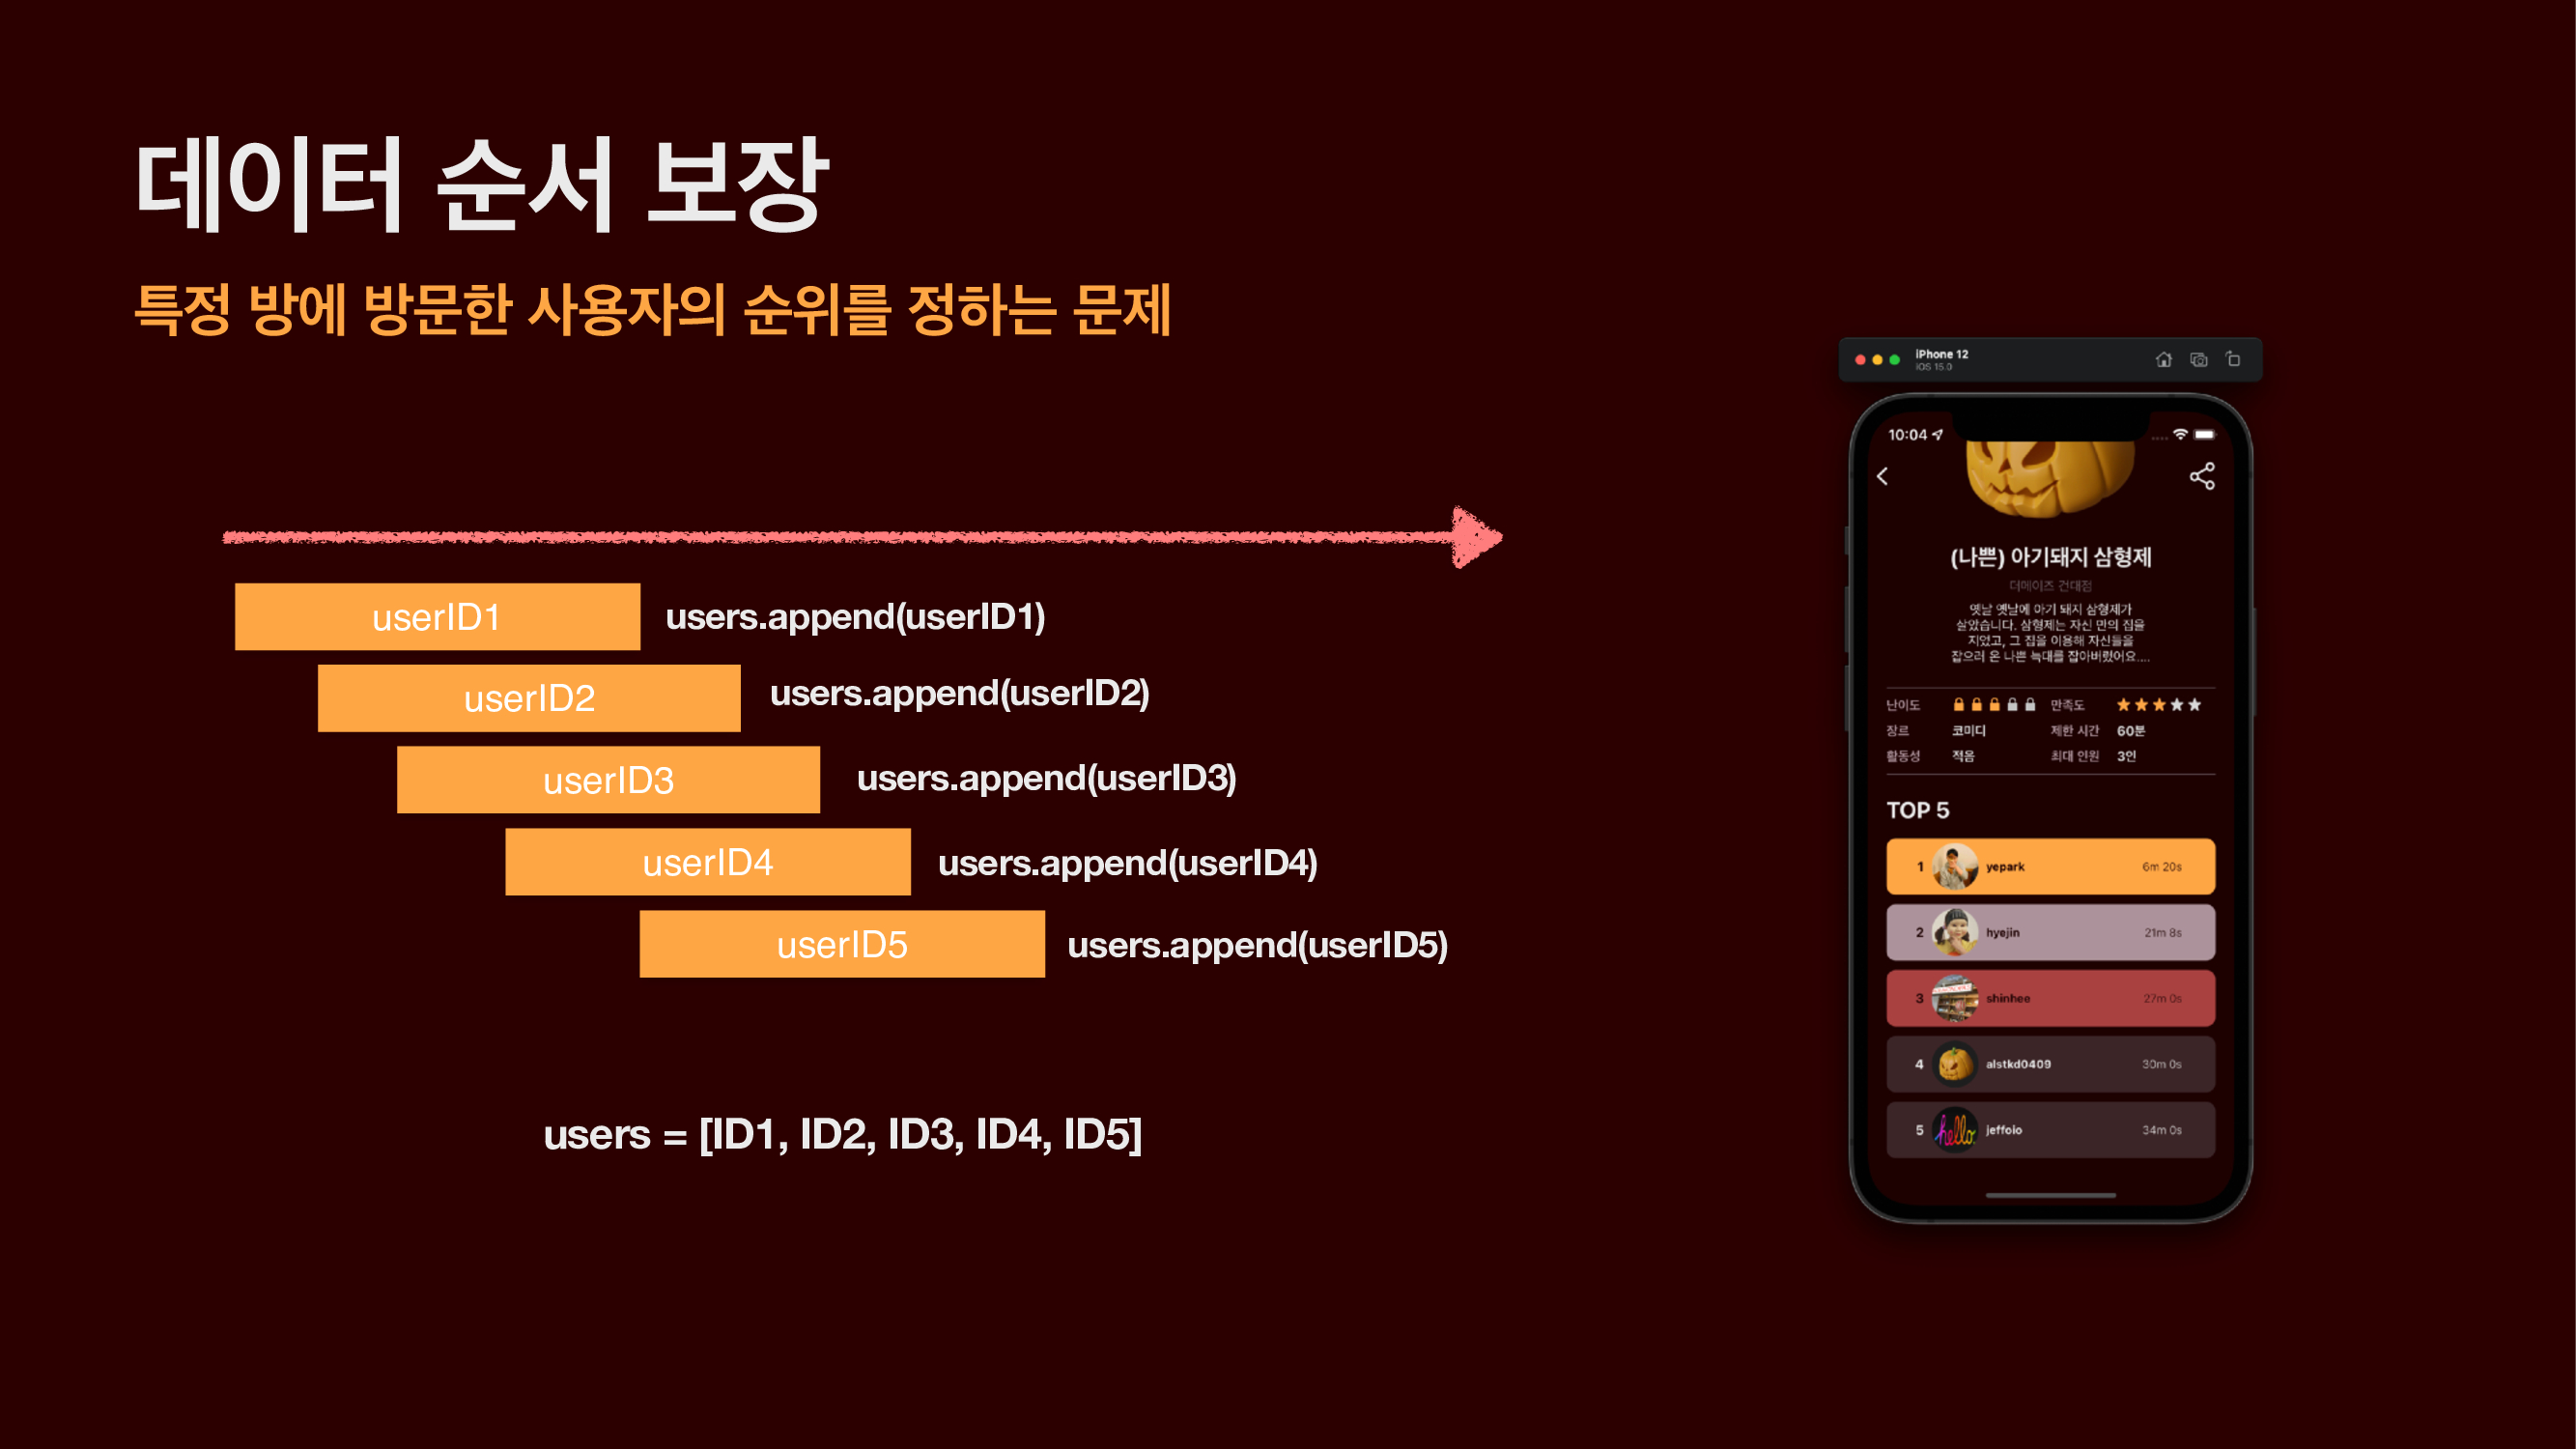 데이터 순서 보장
특정 방에 방문한 사용자의 순위를 정하는 문제
userID1 users.append(userID1)
userID2 users.append(userID2)
userID3 users.append(userID3)
userID4 users.append(userID4)
userID5 users.append(userID5)
users = [ID1, ID2, ID3, ID4, ID5]
iPhone 12
iOS 15.0
10:04
(나쁜) 아기돼지 삼형제
더메이즈 건대점
옛날 옛날에 아기 돼지 삼형제가
살았습니다. 삼형제는 자신 만의 집을
지었고, 그 집을 이용해 자신들을
잡으러 온 나쁜 늑대를 잡아버렸어요....
난이도 만족도
장르 코미디 제한 시간 60분
활동성 적음 최대 인원 3인
TOP 5
1 yepark 6m 20s
2 hyejin 21m 8s
3 shinhee 27m 0s
4 alstkd0409 30m 0s
5 hello. jeffoio 34m 0s